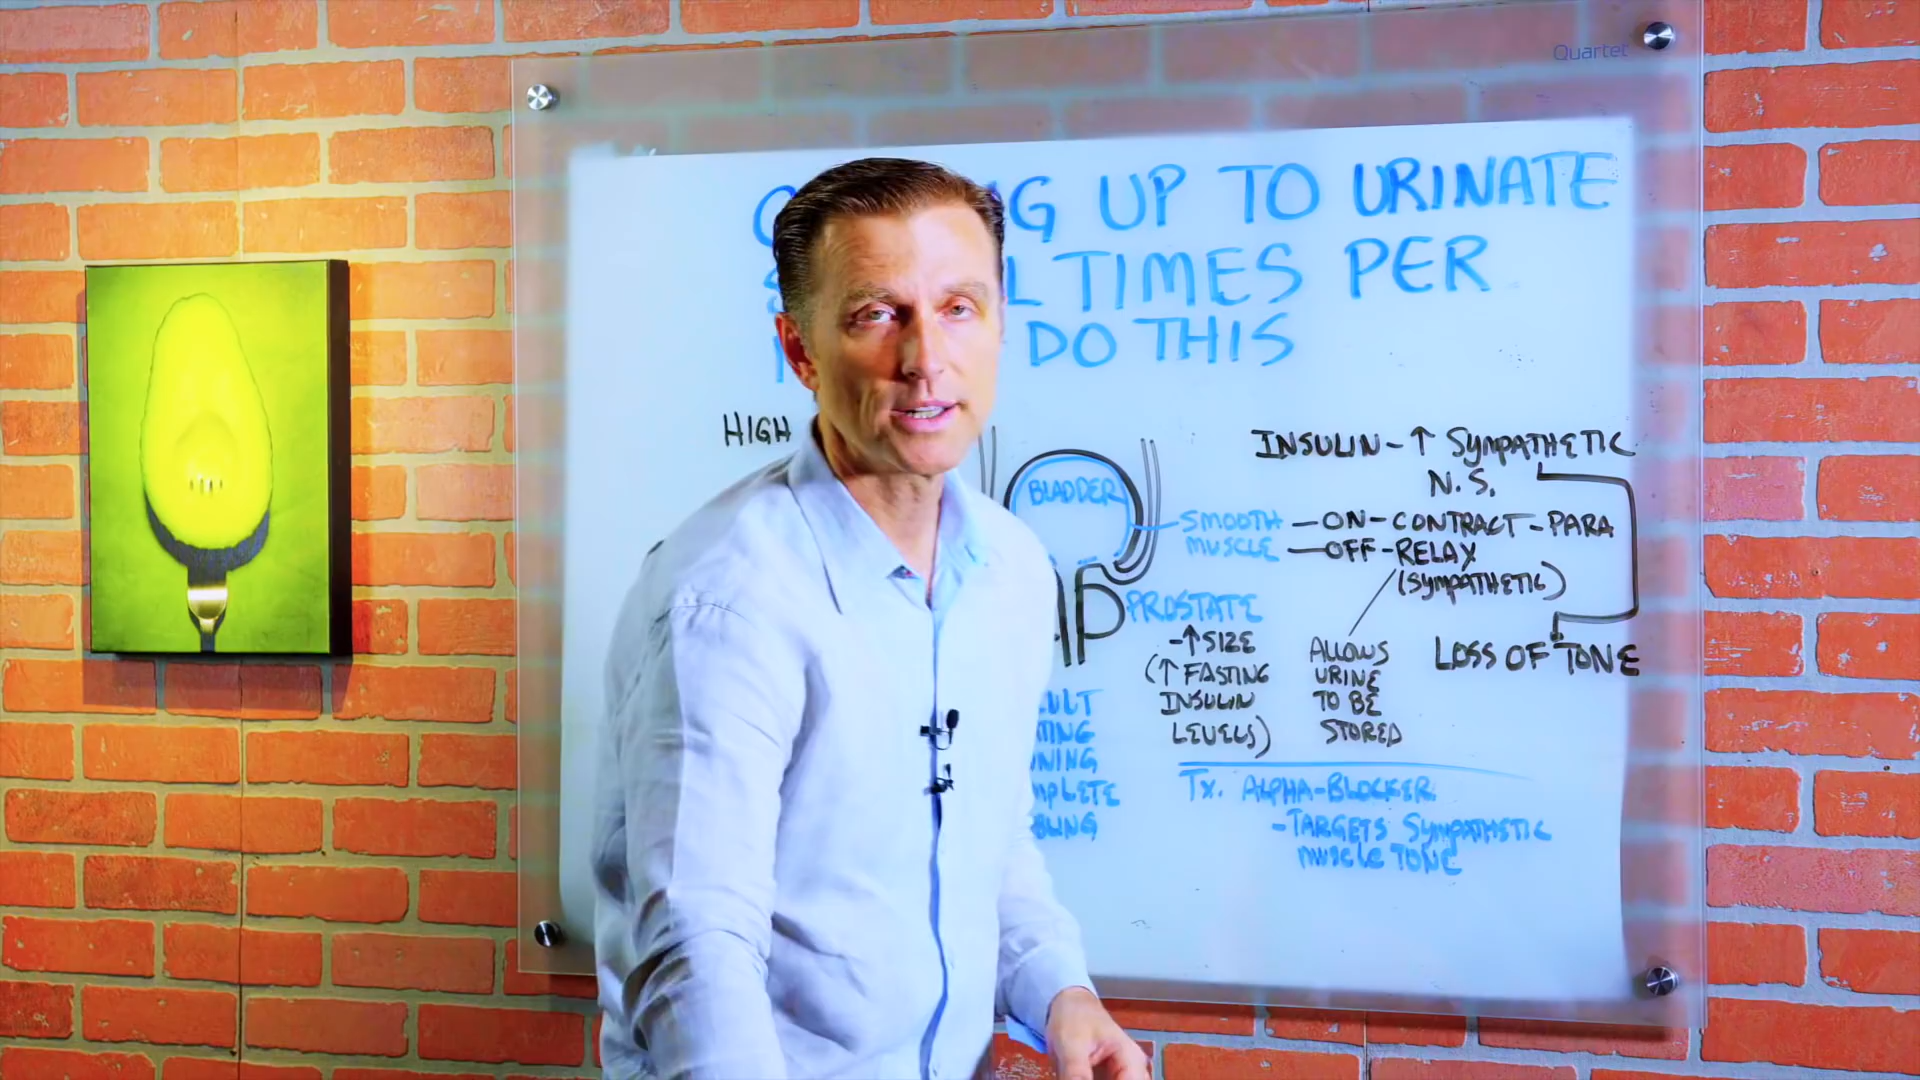 Quartet
UP TO URINATE
TIMES PER
DO THIS
HIGH
INSULIN - ↑ SYMPATHETIC
N.S.
BLADDER
SMOOTH — ON - CONTRACT - PARA
MUSCLE — OFF - RELAX
(SYMPATHETIC)
PROSTATE
- ↑ SIZE
(↑ FASTING
INSULIN
LEVELS)
ALLOWS
URINE
TO BE
STORED
LOSS OF TONE
Tx. ALPHA-BLOCKER
- TARGETS SYMPATHETIC
MUSCLE TONE